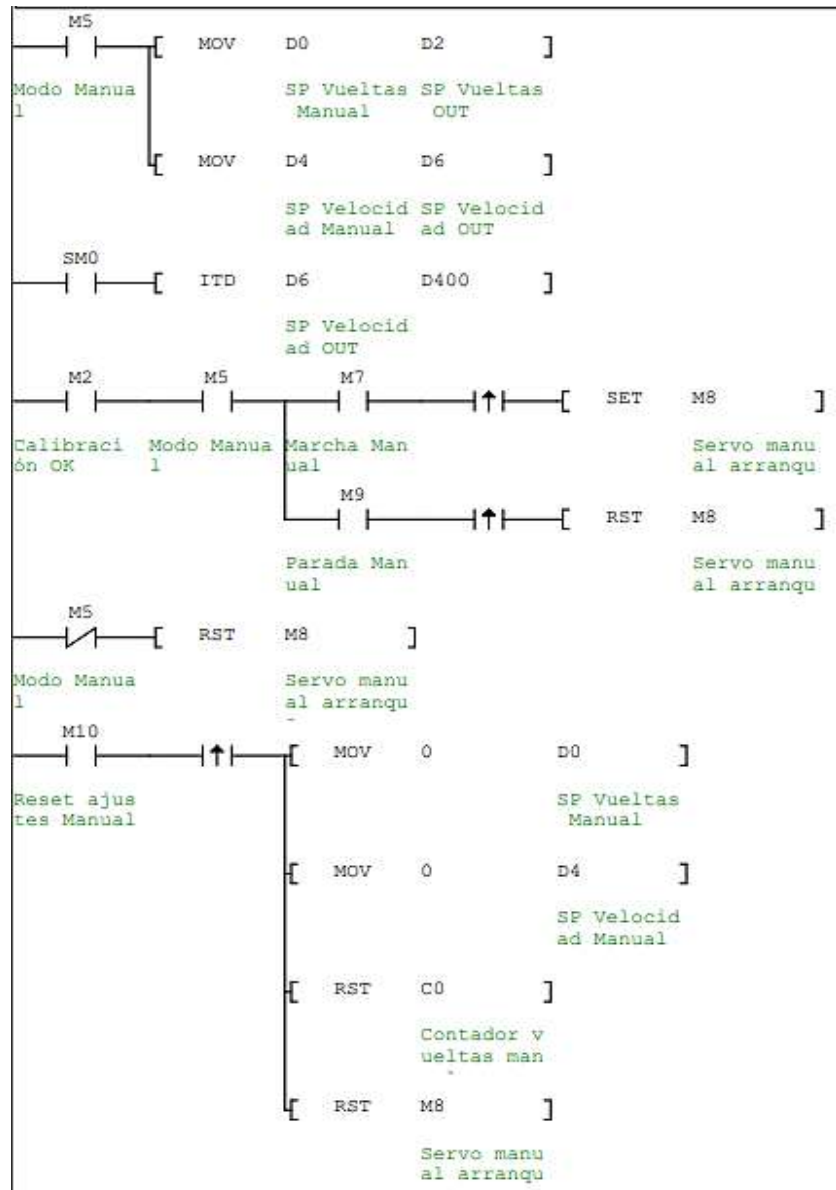 M5
[ MOV D0 D2 ]
Modo Manua SP Vueltas SP Vueltas
l Manual OUT
[ MOV D4 D6 ]
SP Velocid SP Velocid
ad Manual ad OUT
SM0
[ ITD D6 D400 ]
SP Velocid
ad OUT
M2 M5 M7
[ SET M8 ]
Calibraci Modo Manua Marcha Man Servo manu
ón OK l ual al arranqu
M9
[ RST M8 ]
Parada Man Servo manu
ual al arranqu
M5
[ RST M8 ]
Modo Manua Servo manu
l al arranqu
M10
[ MOV 0 D0 ]
Reset ajus SP Vueltas
tes Manual Manual
[ MOV 0 D4 ]
SP Velocid
ad Manual
[ RST C0 ]
Contador v
ueltas man
[ RST M8 ]
Servo manu
al arranqu